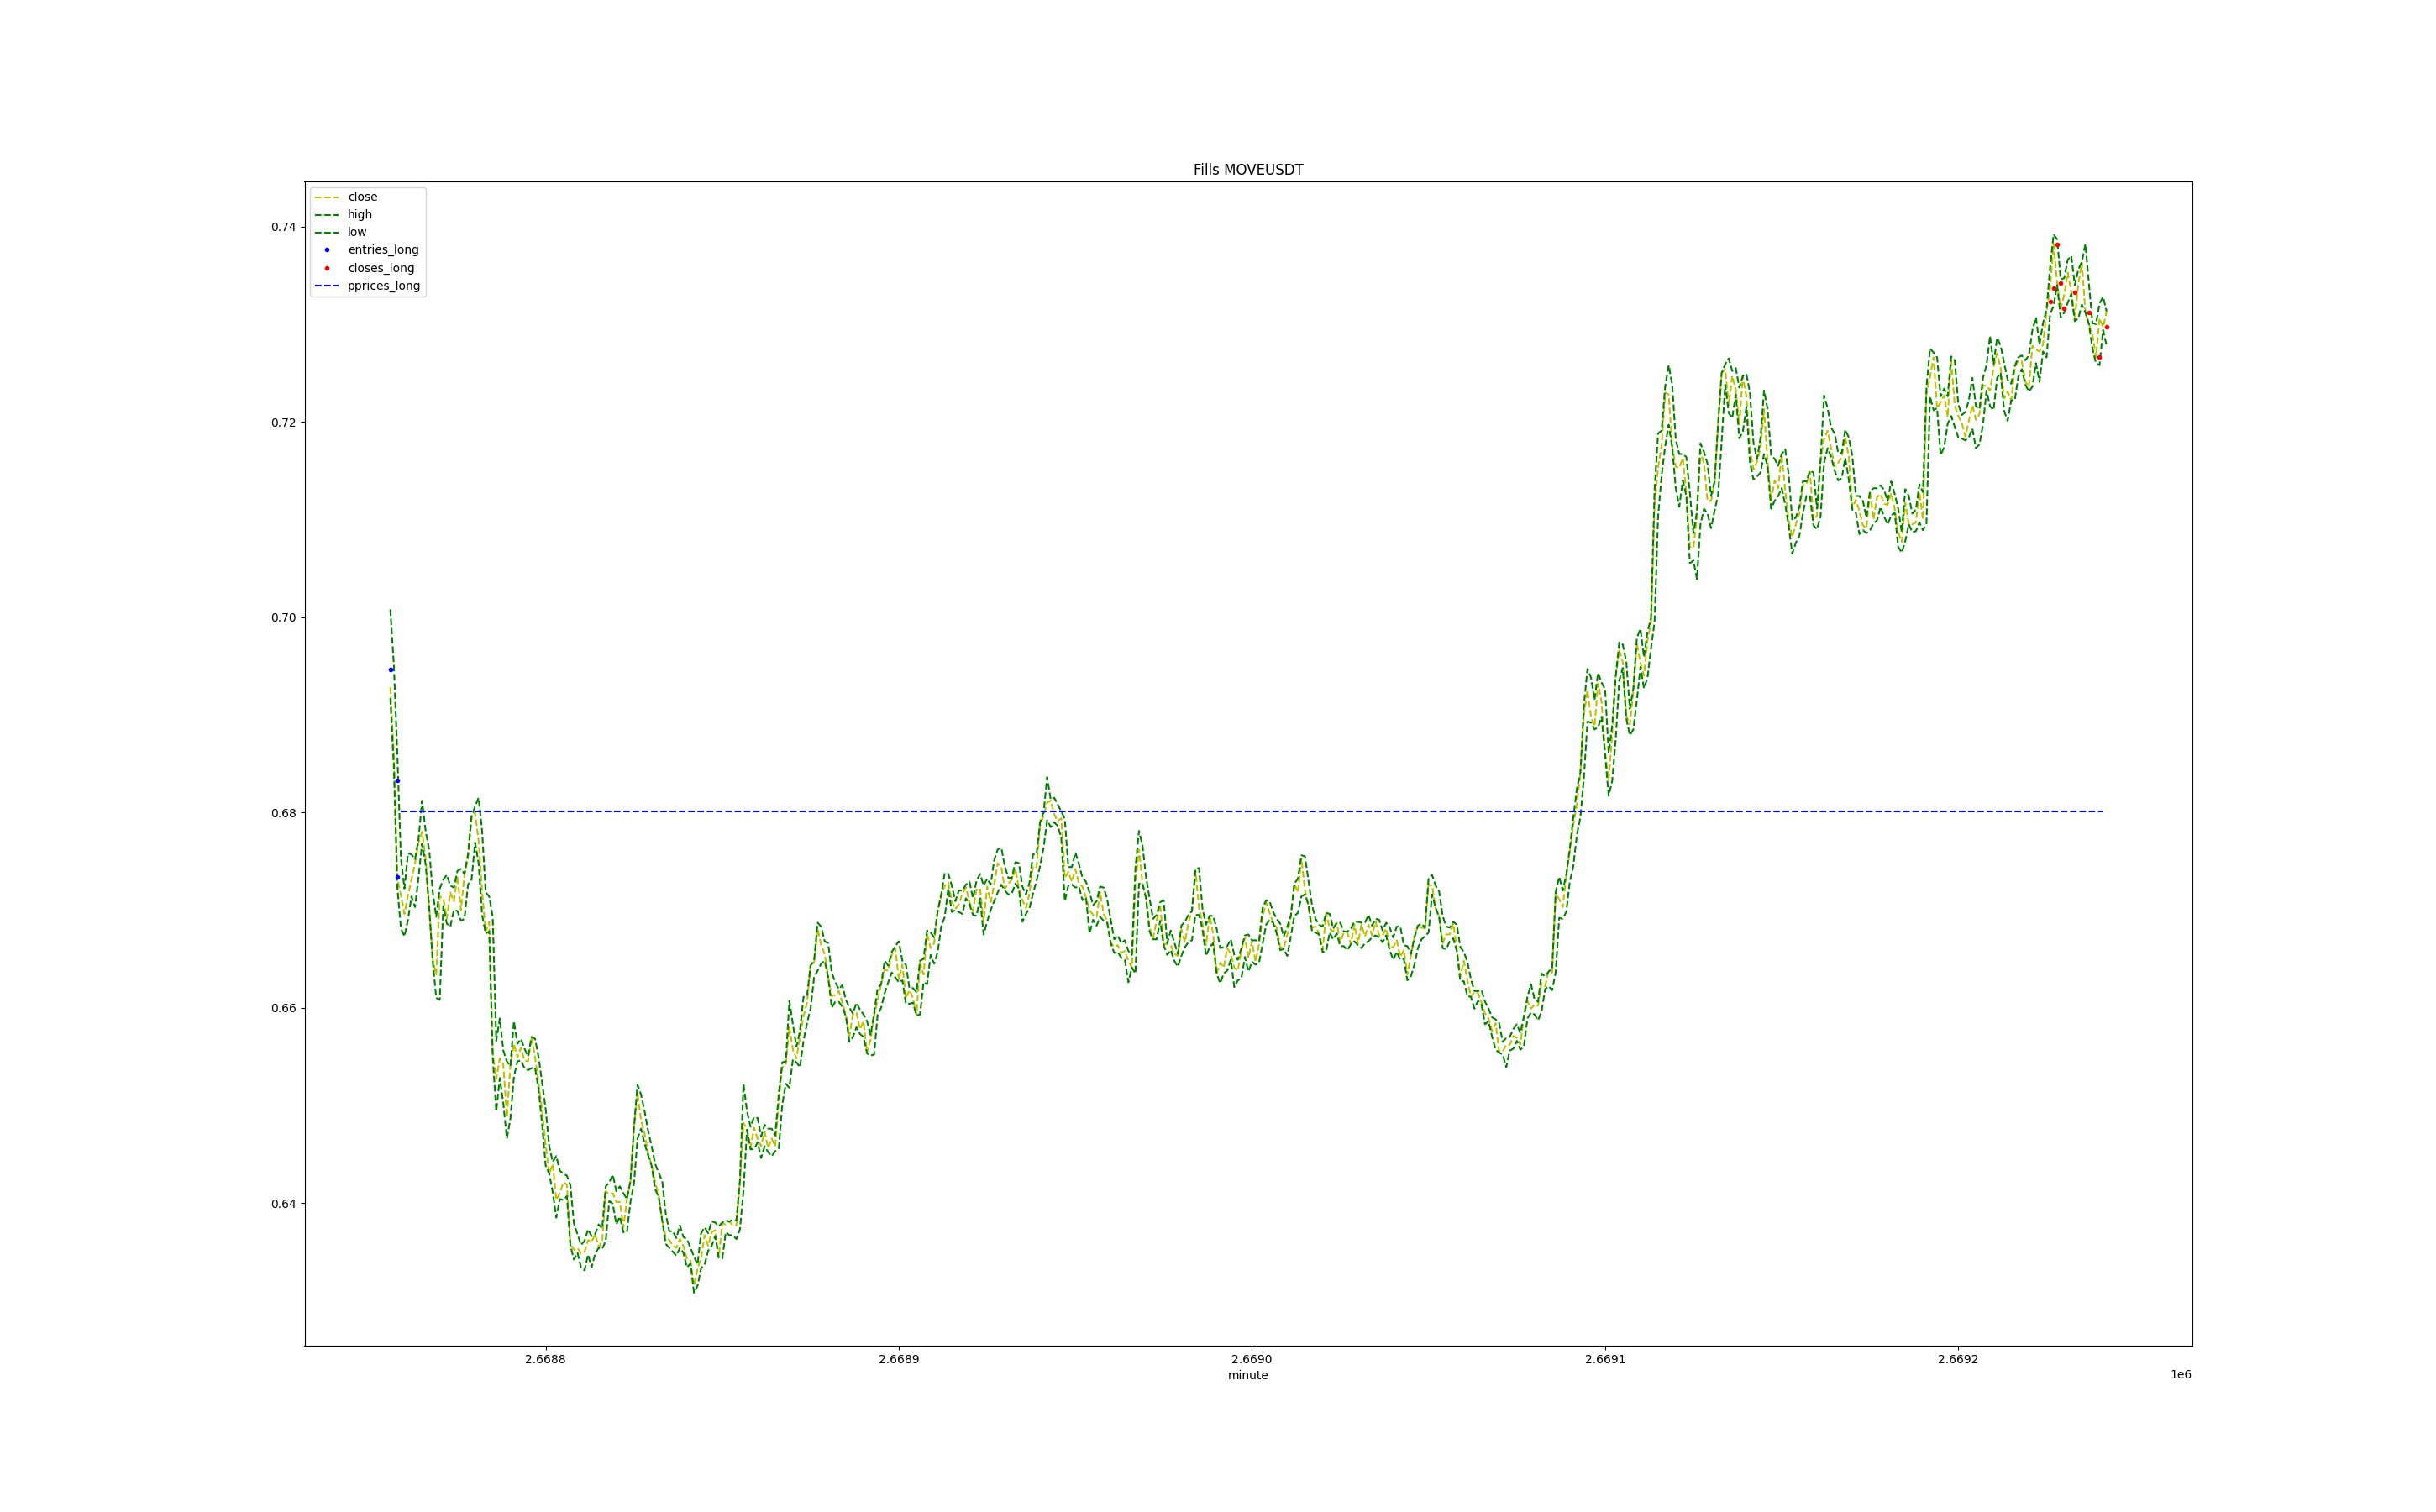 Fills MOVEUSDT
close
high
low
entries_long
closes_long
pprices_long
0.74
0.72
0.70
0.68
0.66
0.64
2.6688
2.6689
2.6690
2.6691
2.6692
minute
1e6